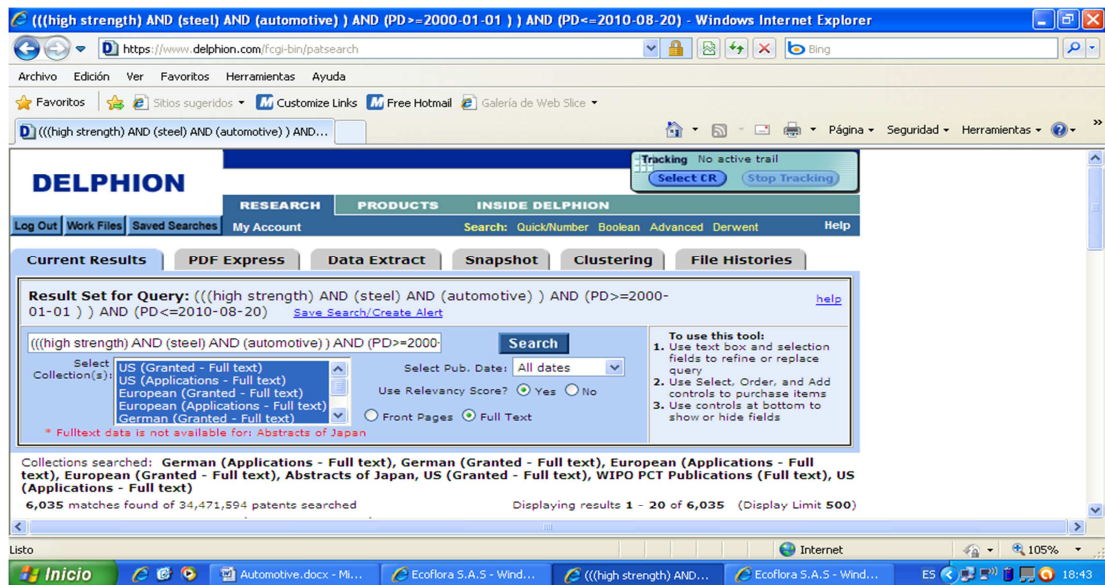 (((high strength) AND (steel) AND (automotive) ) AND (PD>=2000-01-01 ) ) AND (PD<=2010-08-20) - Windows Internet Explorer
https://www.delphion.com/fcgi-bin/patsearch
Bing
Archivo Edición Ver Favoritos Herramientas Ayuda
Favoritos Sitios sugeridos Customize Links Free Hotmail Galería de Web Slice
(((high strength) AND (steel) AND (automotive) ) AND...
Página Seguridad Herramientas
Tracking No active trail
Select CR Stop Tracking
DELPHION
RESEARCH PRODUCTS INSIDE DELPHION
Log Out Work Files Saved Searches My Account Search: Quick/Number Boolean Advanced Derwent Help
Current Results PDF Express Data Extract Snapshot Clustering File Histories
Result Set for Query: (((high strength) AND (steel) AND (automotive) ) AND (PD>=2000-
01-01 ) ) AND (PD<=2010-08-20) Save Search/Create Alert
help
(((high strength) AND (steel) AND (automotive) ) AND (PD>=2000-
Search
Select
Collection(s):
US (Granted - Full text)
US (Applications - Full text)
European (Granted - Full text)
European (Applications - Full text)
German (Granted - Full text)
Select Pub. Date: All dates
Use Relevancy Score? Yes No
Front Pages Full Text
* Fulltext data is not available for: Abstracts of Japan
To use this tool:
1. Use text box and selection
fields to refine or replace
query
2. Use Select, Order, and Add
controls to purchase items
3. Use controls at bottom to
show or hide fields
Collections searched: German (Applications - Full text), German (Granted - Full text), European (Applications - Full
text), European (Granted - Full text), Abstracts of Japan, US (Granted - Full text), WIPO PCT Publications (Full text), US
(Applications - Full text)
6,035 matches found of 34,471,594 patents searched
Displaying results 1 - 20 of 6,035 (Display Limit 500)
Listo Internet 105%
Inicio Automotive.docx - Mi... Ecoflora S.A.S - Wind... (((high strength) AND... Ecoflora S.A.S - Wind... ES 18:43